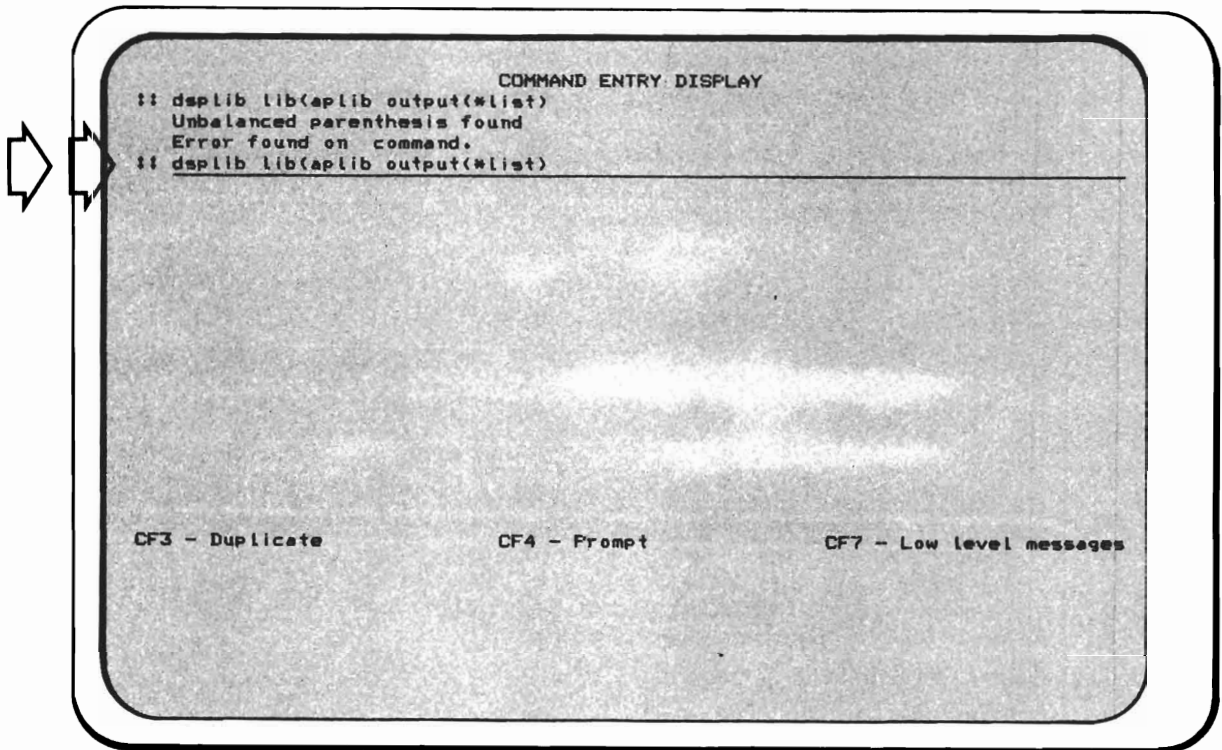 COMMAND ENTRY DISPLAY
:: dsplib lib(aplib output(*list)
Unbalanced parenthesis found
Error found on  command.
:: dsplib lib(aplib output(*list)
CF3 - Duplicate CF4 - Prompt CF7 - Low level messages